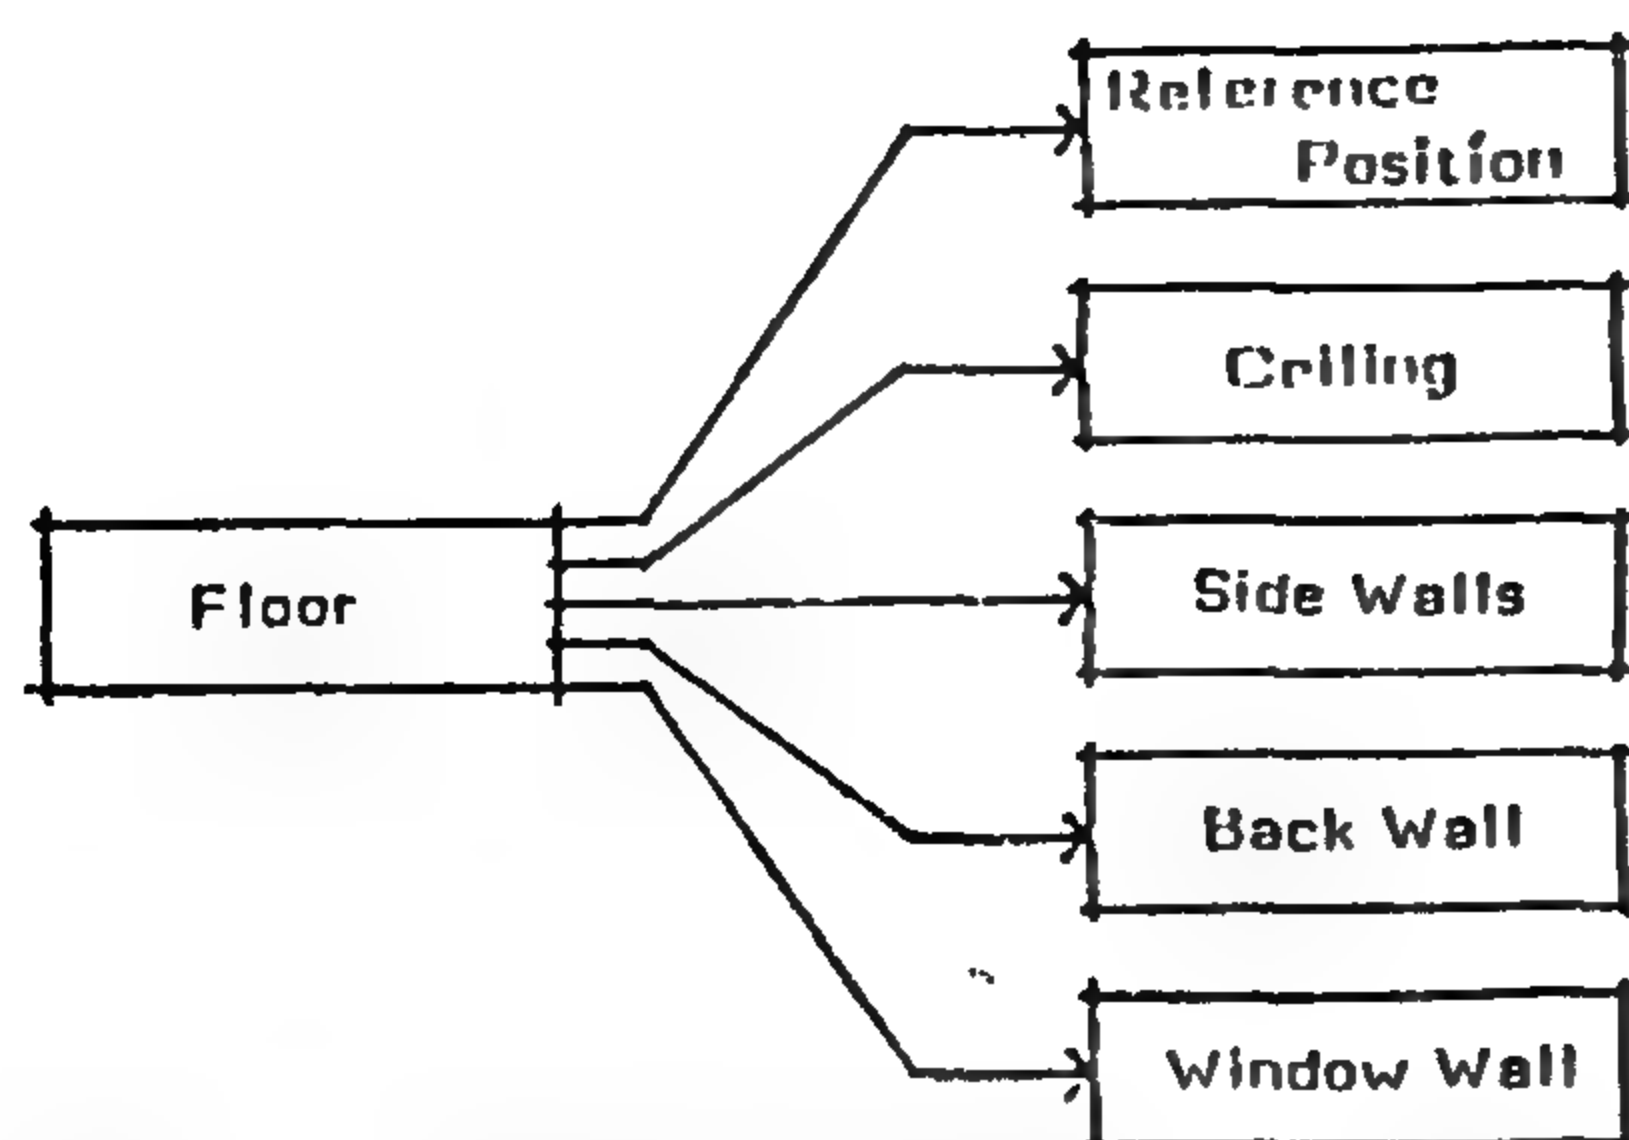 Reference
Position
Ceiling
Floor
Side Walls
Back Wall
Window Wall